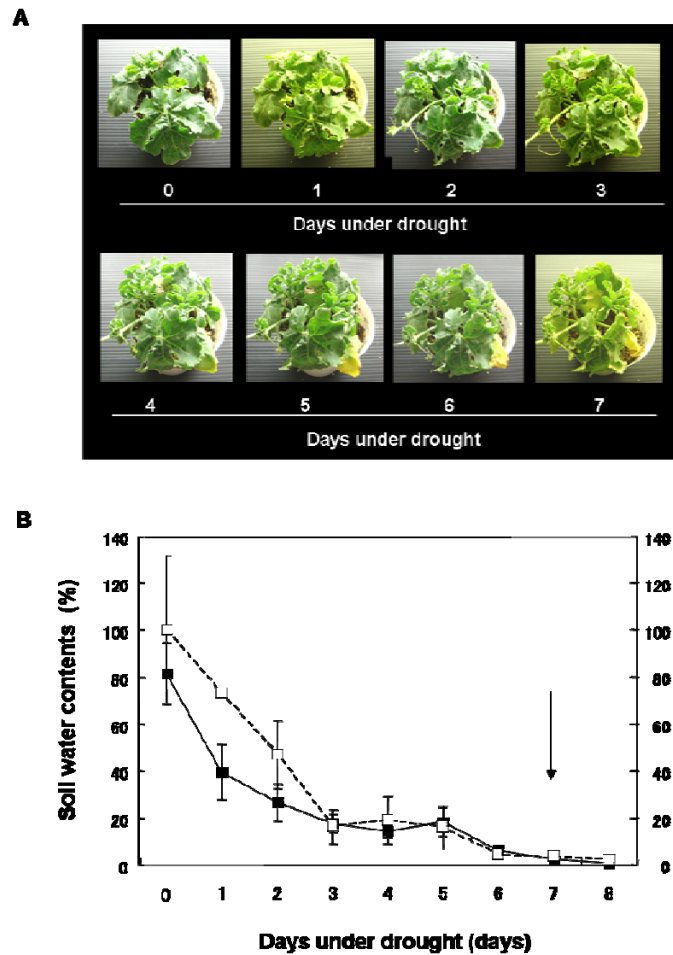 A
0 1 2 3
Days under drought
4 5 6 7
Days under drought
B
140 140
120 120
100 100
80 80
60 60
40 40
20 20
0 0
Soil water contents (%)
0 1 2 3 4 5 6 7 8
Days under drought (days)